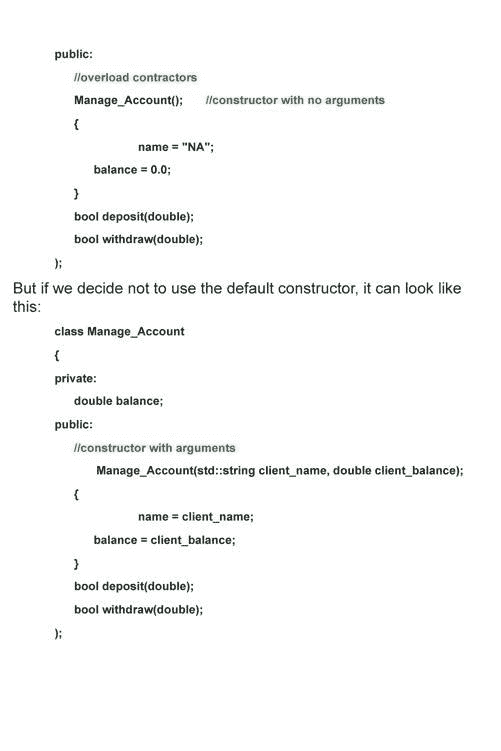 public:
//overload contractors
Manage_Account(); //constructor with no arguments
{
name = "NA";
balance = 0.0;
}
bool deposit(double);
bool withdraw(double);
);
But if we decide not to use the default constructor, it can look like
this:
class Manage_Account
{
private:
double balance;
public:
//constructor with arguments
Manage_Account(std::string client_name, double client_balance);
{
name = client_name;
balance = client_balance;
}
bool deposit(double);
bool withdraw(double);
);